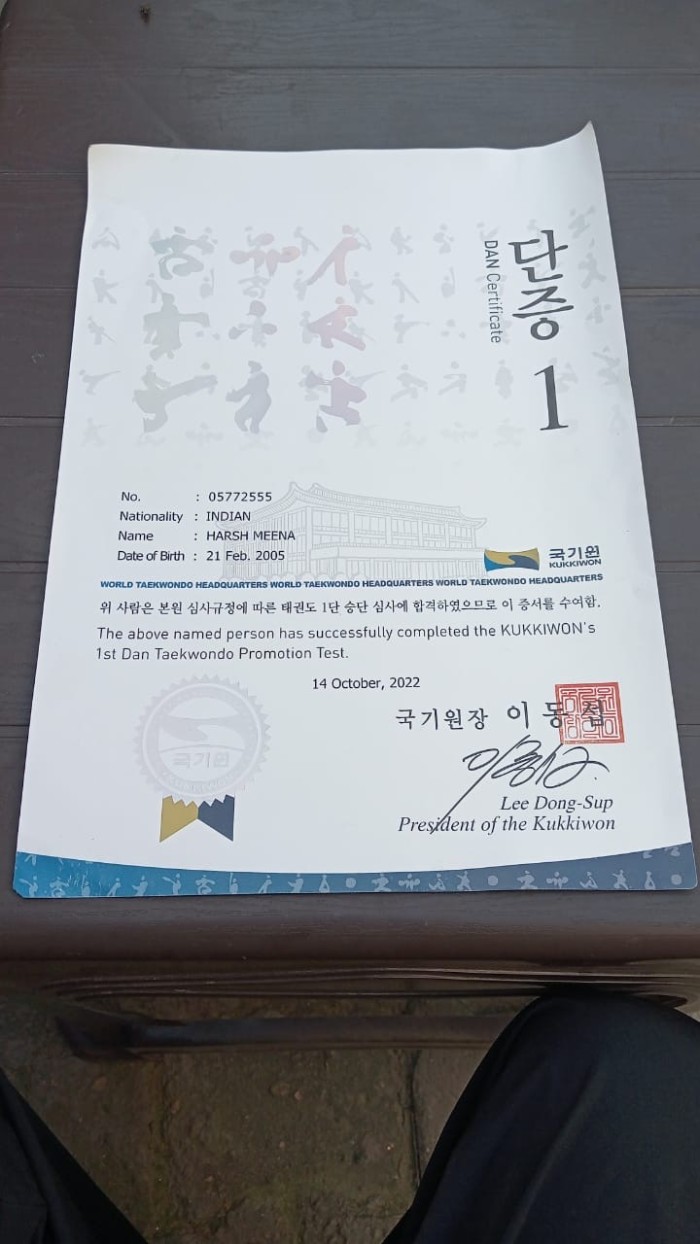 단증
DAN Certificate
1
No. : 05772555
Nationality : INDIAN
Name : HARSH MEENA
Date of Birth : 21 Feb. 2005
국기원
KUKKIWON
WORLD TAEKWONDO HEADQUARTERS WORLD TAEKWONDO HEADQUARTERS WORLD TAEKWONDO HEADQUARTERS
위 사람은 본원 심사규정에 따른 태권도 1단 승단 심사에 합격하였으므로 이 증서를 수여함.
The above named person has successfully completed the KUKKIWON's
1st Dan Taekwondo Promotion Test.
14 October, 2022
국기원장 이동섭
국기원
Lee Dong-Sup
President of the Kukkiwon